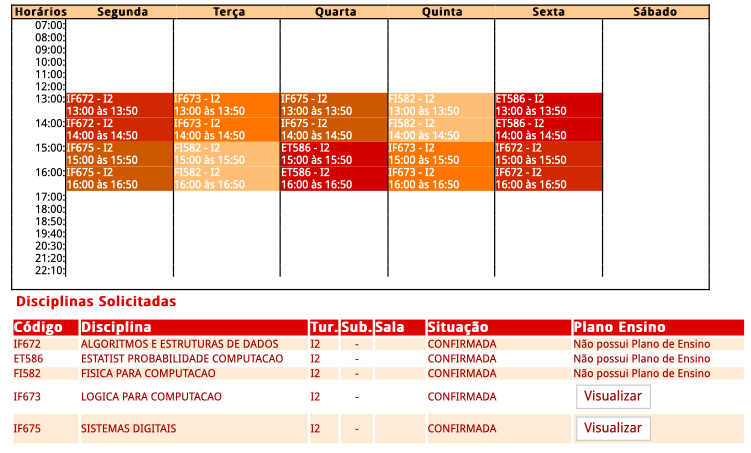 Horários Segunda Terça Quarta Quinta Sexta Sábado
07:00:
08:00:
09:00:
10:00:
11:00:
12:00:
13:00: IF672 - I2 IF673 - I2 IF675 - I2 FI582 - I2 ET586 - I2
13:00 às 13:50 13:00 às 13:50 13:00 às 13:50 13:00 às 13:50 13:00 às 13:50
14:00: IF672 - I2 IF673 - I2 IF675 - I2 FI582 - I2 ET586 - I2
14:00 às 14:50 14:00 às 14:50 14:00 às 14:50 14:00 às 14:50 14:00 às 14:50
15:00: IF675 - I2 FI582 - I2 ET586 - I2 IF673 - I2 IF672 - I2
15:00 às 15:50 15:00 às 15:50 15:00 às 15:50 15:00 às 15:50 15:00 às 15:50
16:00: IF675 - I2 FI582 - I2 ET586 - I2 IF673 - I2 IF672 - I2
16:00 às 16:50 16:00 às 16:50 16:00 às 16:50 16:00 às 16:50 16:00 às 16:50
17:00:
18:00:
18:50:
19:40:
20:30:
21:20:
22:10:
Disciplinas Solicitadas
Código Disciplina Tur. Sub. Sala Situação Plano Ensino
IF672 ALGORITMOS E ESTRUTURAS DE DADOS I2 - CONFIRMADA Não possui Plano de Ensino
ET586 ESTATIST PROBABILIDADE COMPUTACAO I2 - CONFIRMADA Não possui Plano de Ensino
FI582 FISICA PARA COMPUTACAO I2 - CONFIRMADA Não possui Plano de Ensino
IF673 LOGICA PARA COMPUTACAO I2 - CONFIRMADA Visualizar
IF675 SISTEMAS DIGITAIS I2 - CONFIRMADA Visualizar